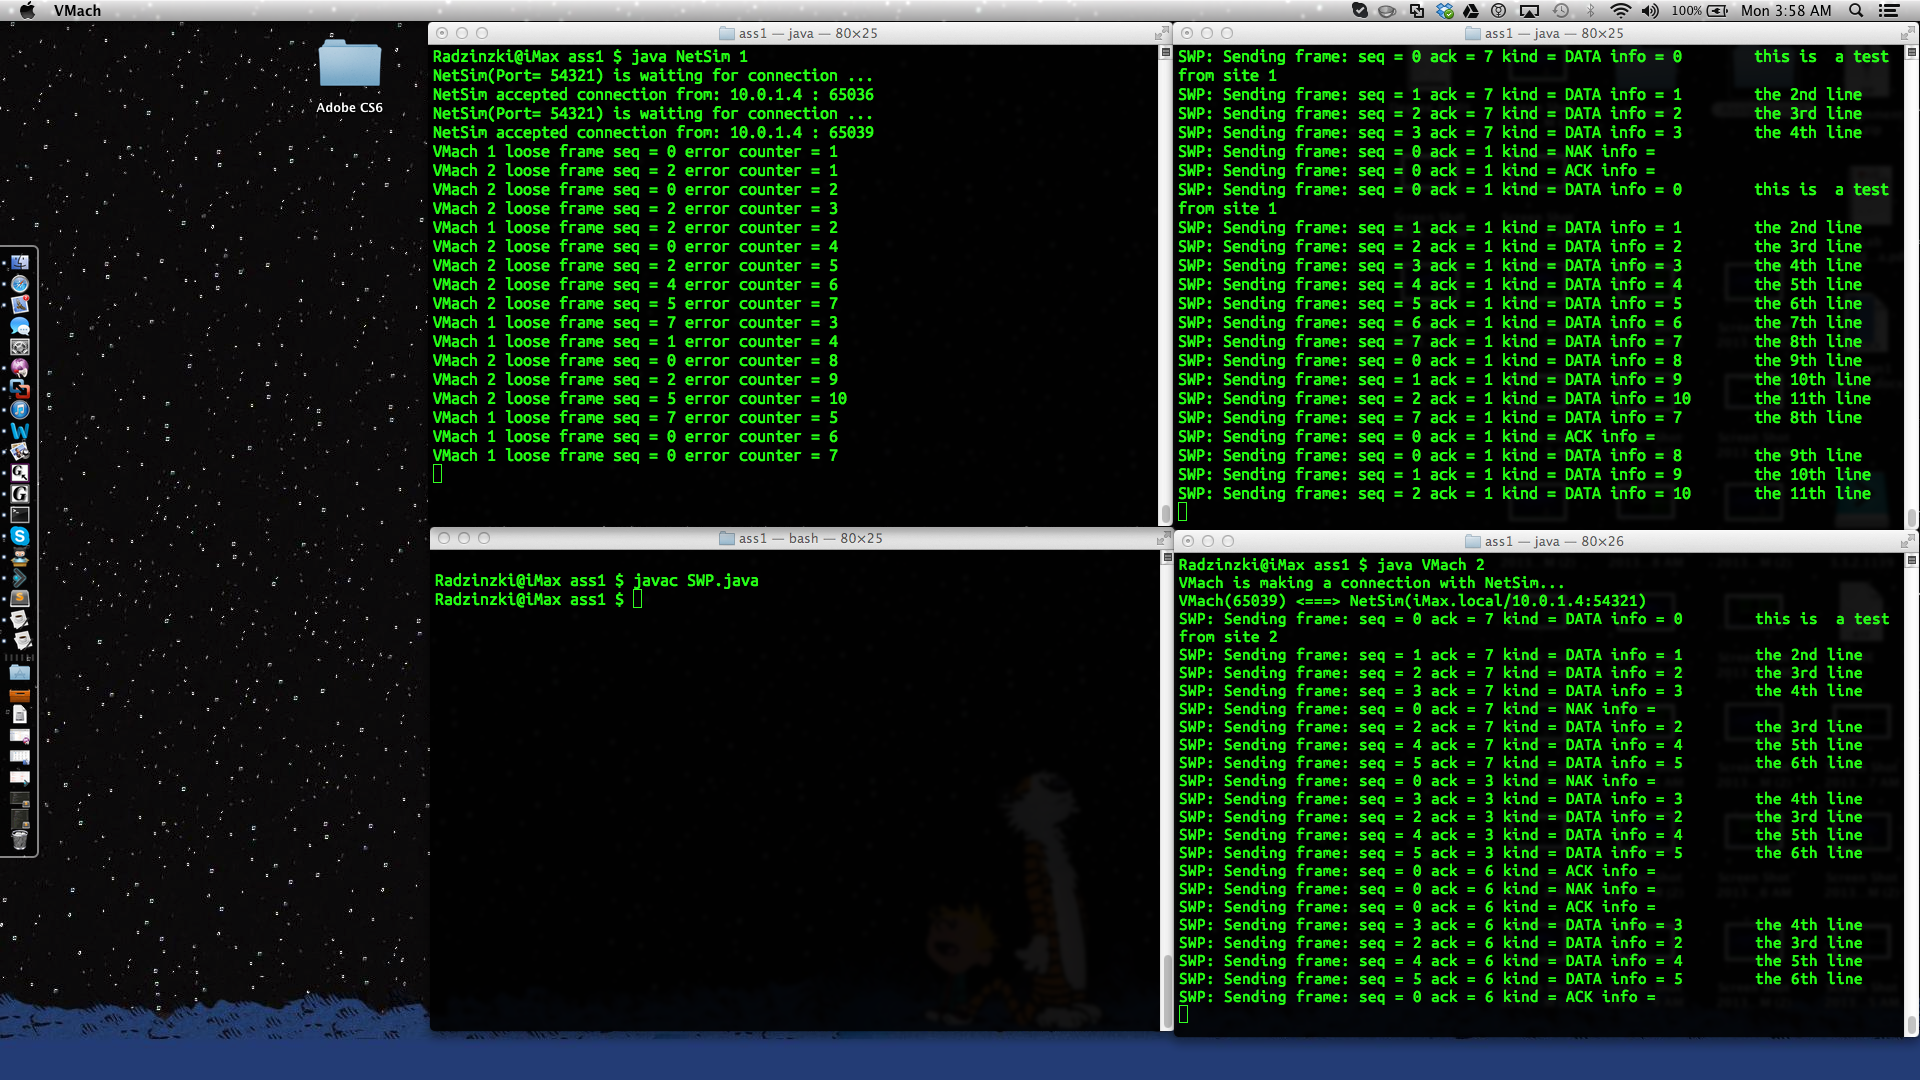 VMach
100%
Mon 3:58 AM
Adobe CS6
ass1 — java — 80×25
Radzinzki@iMax ass1 $ java NetSim 1
NetSim(Port= 54321) is waiting for connection ...
NetSim accepted connection from: 10.0.1.4 : 65036
NetSim(Port= 54321) is waiting for connection ...
NetSim accepted connection from: 10.0.1.4 : 65039
VMach 1 loose frame seq = 0 error counter = 1
VMach 2 loose frame seq = 2 error counter = 1
VMach 2 loose frame seq = 0 error counter = 2
VMach 2 loose frame seq = 2 error counter = 3
VMach 1 loose frame seq = 2 error counter = 2
VMach 2 loose frame seq = 0 error counter = 4
VMach 2 loose frame seq = 2 error counter = 5
VMach 2 loose frame seq = 4 error counter = 6
VMach 2 loose frame seq = 5 error counter = 7
VMach 1 loose frame seq = 7 error counter = 3
VMach 1 loose frame seq = 1 error counter = 4
VMach 2 loose frame seq = 0 error counter = 8
VMach 2 loose frame seq = 2 error counter = 9
VMach 2 loose frame seq = 5 error counter = 10
VMach 1 loose frame seq = 7 error counter = 5
VMach 1 loose frame seq = 0 error counter = 6
VMach 1 loose frame seq = 0 error counter = 7
ass1 — java — 80×25
SWP: Sending frame: seq = 0 ack = 7 kind = DATA info = 0 this is a test
from site 1
SWP: Sending frame: seq = 1 ack = 7 kind = DATA info = 1 the 2nd line
SWP: Sending frame: seq = 2 ack = 7 kind = DATA info = 2 the 3rd line
SWP: Sending frame: seq = 3 ack = 7 kind = DATA info = 3 the 4th line
SWP: Sending frame: seq = 0 ack = 1 kind = NAK info =
SWP: Sending frame: seq = 0 ack = 1 kind = ACK info =
SWP: Sending frame: seq = 0 ack = 1 kind = DATA info = 0 this is a test
from site 1
SWP: Sending frame: seq = 1 ack = 1 kind = DATA info = 1 the 2nd line
SWP: Sending frame: seq = 2 ack = 1 kind = DATA info = 2 the 3rd line
SWP: Sending frame: seq = 3 ack = 1 kind = DATA info = 3 the 4th line
SWP: Sending frame: seq = 4 ack = 1 kind = DATA info = 4 the 5th line
SWP: Sending frame: seq = 5 ack = 1 kind = DATA info = 5 the 6th line
SWP: Sending frame: seq = 6 ack = 1 kind = DATA info = 6 the 7th line
SWP: Sending frame: seq = 7 ack = 1 kind = DATA info = 7 the 8th line
SWP: Sending frame: seq = 0 ack = 1 kind = DATA info = 8 the 9th line
SWP: Sending frame: seq = 1 ack = 1 kind = DATA info = 9 the 10th line
SWP: Sending frame: seq = 2 ack = 1 kind = DATA info = 10 the 11th line
SWP: Sending frame: seq = 7 ack = 1 kind = DATA info = 7 the 8th line
SWP: Sending frame: seq = 0 ack = 1 kind = ACK info =
SWP: Sending frame: seq = 0 ack = 1 kind = DATA info = 8 the 9th line
SWP: Sending frame: seq = 1 ack = 1 kind = DATA info = 9 the 10th line
SWP: Sending frame: seq = 2 ack = 1 kind = DATA info = 10 the 11th line
ass1 — bash — 80×25
Radzinzki@iMax ass1 $ javac SWP.java
Radzinzki@iMax ass1 $
ass1 — java — 80×26
Radzinzki@iMax ass1 $ java VMach 2
VMach is making a connection with NetSim...
VMach(65039) <===> NetSim(iMax.local/10.0.1.4:54321)
SWP: Sending frame: seq = 0 ack = 7 kind = DATA info = 0 this is a test
from site 2
SWP: Sending frame: seq = 1 ack = 7 kind = DATA info = 1 the 2nd line
SWP: Sending frame: seq = 2 ack = 7 kind = DATA info = 2 the 3rd line
SWP: Sending frame: seq = 3 ack = 7 kind = DATA info = 3 the 4th line
SWP: Sending frame: seq = 0 ack = 7 kind = NAK info =
SWP: Sending frame: seq = 2 ack = 7 kind = DATA info = 2 the 3rd line
SWP: Sending frame: seq = 4 ack = 7 kind = DATA info = 4 the 5th line
SWP: Sending frame: seq = 5 ack = 7 kind = DATA info = 5 the 6th line
SWP: Sending frame: seq = 0 ack = 3 kind = NAK info =
SWP: Sending frame: seq = 3 ack = 3 kind = DATA info = 3 the 4th line
SWP: Sending frame: seq = 2 ack = 3 kind = DATA info = 2 the 3rd line
SWP: Sending frame: seq = 4 ack = 3 kind = DATA info = 4 the 5th line
SWP: Sending frame: seq = 5 ack = 3 kind = DATA info = 5 the 6th line
SWP: Sending frame: seq = 0 ack = 6 kind = ACK info =
SWP: Sending frame: seq = 0 ack = 6 kind = NAK info =
SWP: Sending frame: seq = 0 ack = 6 kind = ACK info =
SWP: Sending frame: seq = 3 ack = 6 kind = DATA info = 3 the 4th line
SWP: Sending frame: seq = 2 ack = 6 kind = DATA info = 2 the 3rd line
SWP: Sending frame: seq = 4 ack = 6 kind = DATA info = 4 the 5th line
SWP: Sending frame: seq = 5 ack = 6 kind = DATA info = 5 the 6th line
SWP: Sending frame: seq = 0 ack = 6 kind = ACK info =